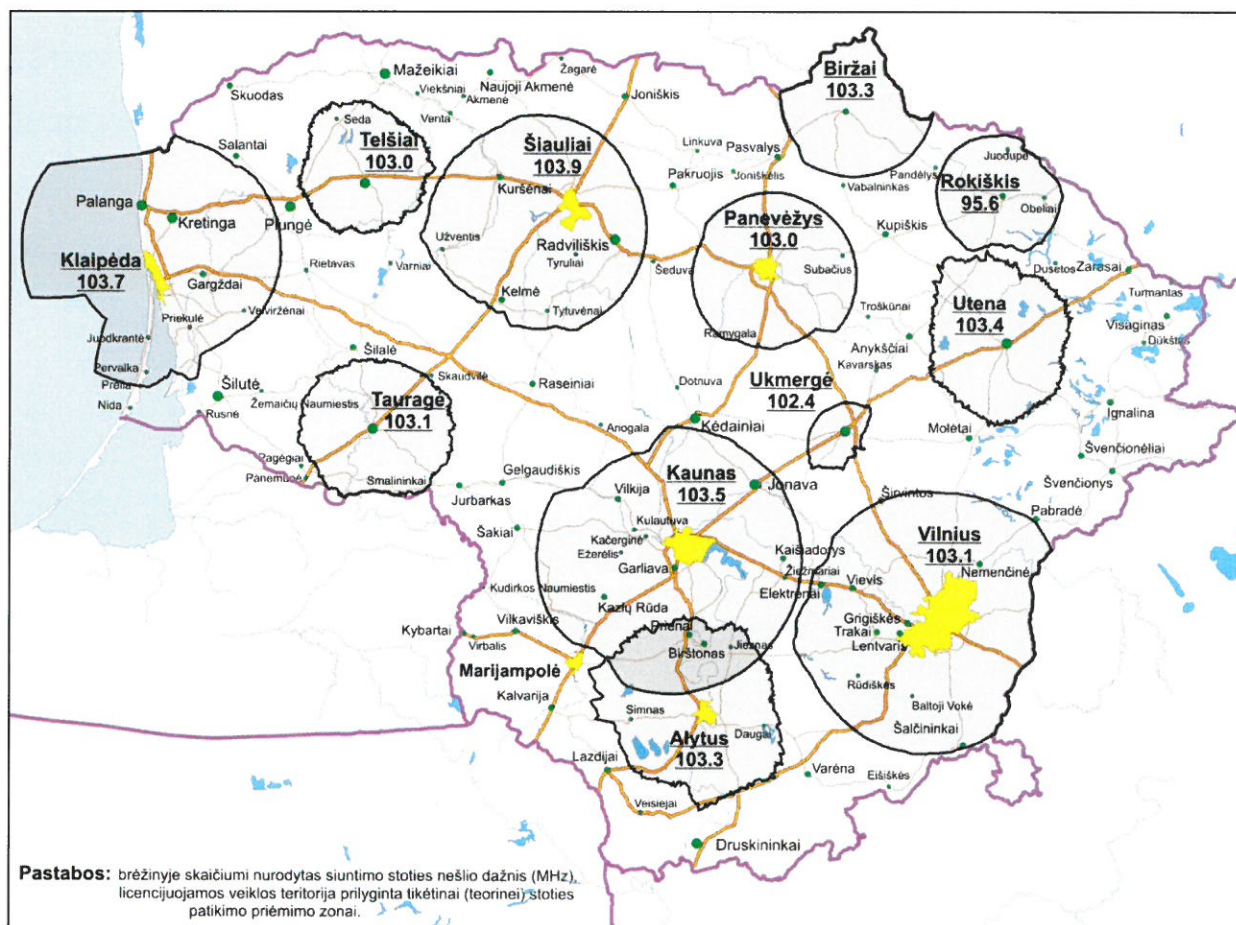 Žagarė
Mažeikiai
Naujoji Akmenė
Viekšniai
Akmenė
Skuodas
Joniškis
Biržai
103.3
Seda
Venta
Salantai
Telšiai
103.0
Šiauliai
103.9
Linkuva
Pasvalys
Juodupė
Pandėlys
Joniškėlis
Pakruojis
Vabalninkas
Rokiškis
95.6
Obeliai
Kuršėnai
Palanga
Kretinga
Plungė
Panevėžys
103.0
Kupiškis
Radviliškis
Užventis
Tyruliai
Klaipėda
103.7
Gargždai
Rietavas
Varniai
Šeduva
Subačius
Dusetos
Zarasai
Turmantas
Utena
103.4
Visaginas
Dūkštas
Kelmė
Tytuvėnai
Veiviržėnai
Priekulė
Troškūnai
Ramygala
Anykščiai
Juodkrantė
Šilalė
Pervalka
Preila
Skaudvilė
Raseiniai
Dotnuva
Kavarskas
Nida
Šilutė
Rusnė
Žemaičių Naumiestis
Tauragė
103.1
Ukmergė
102.4
Ignalina
Ariogala
Kėdainiai
Molėtai
Švenčionėliai
Pagėgiai
Panemunė
Smalininkai
Gelgaudiškis
Jurbarkas
Vilkija
Kaunas
103.5
Jonava
Širvintos
Švenčionys
Pabradė
Šakiai
Kulautuva
Kačerginė
Ežerėlis
Kaišiadorys
Žiežmariai
Vilnius
103.1
Nemenčinė
Garliava
Elektrėnai
Vievis
Kudirkos Naumiestis
Kazlų Rūda
Grigiškės
Trakai
Lentvaris
Kybartai
Virbalis
Vilkaviškis
Prienai
Birštonas
Jieznas
Marijampolė
Rūdiškės
Baltoji Vokė
Kalvarija
Simnas
Alytus
103.3
Daugai
Šalčininkai
Lazdijai
Varėna
Eišiškės
Veisiejai
Druskininkai
Pastabos: brėžinyje skaičiumi nurodytas siuntimo stoties nešlio dažnis (MHz),
licencijuojamos veiklos teritorija prilyginta tikėtinai (teorinei) stoties
patikimo priėmimo zonai.